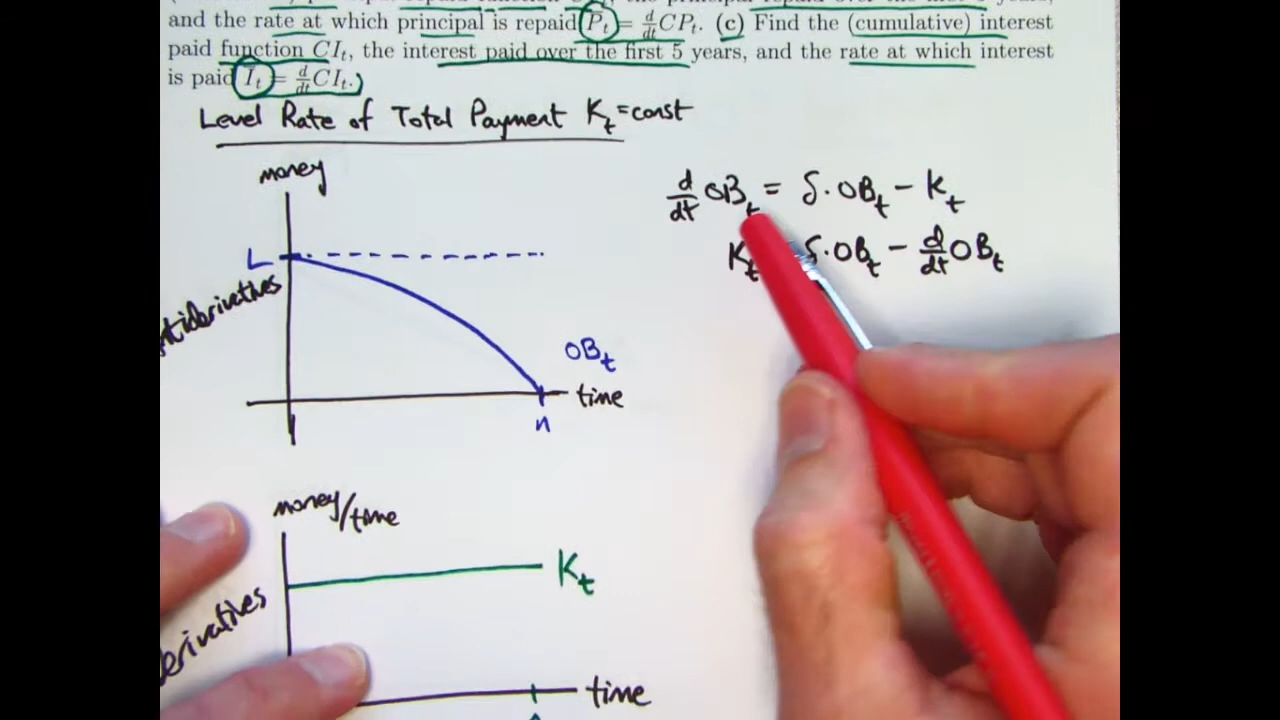 and the rate at which principal is repaid P_t = d/dt CP_t. (c) Find the (cumulative) interest
paid function CI_t, the interest paid over the first 5 years, and the rate at which interest
is paid I_t = d/dt CI_t.)
Level Rate of Total Payment K_t = const
money
d/dt OB_t = δ·OB_t − K_t
K_t δ·OB_t − d/dt OB_t
L
antiderivatives
OB_t
time
n
money/time
K_t
derivatives
time